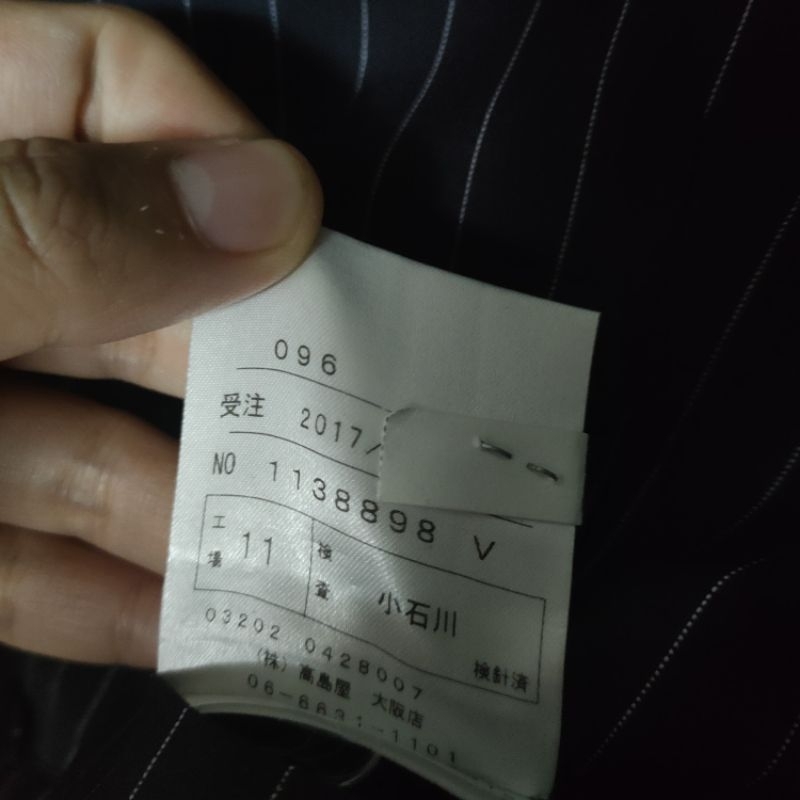 096
受注 2017/
NO 1138898 V
工場 11 検査 小石川
検針済
03202 0428007
(株) 高島屋 大阪店
06-6631-1101